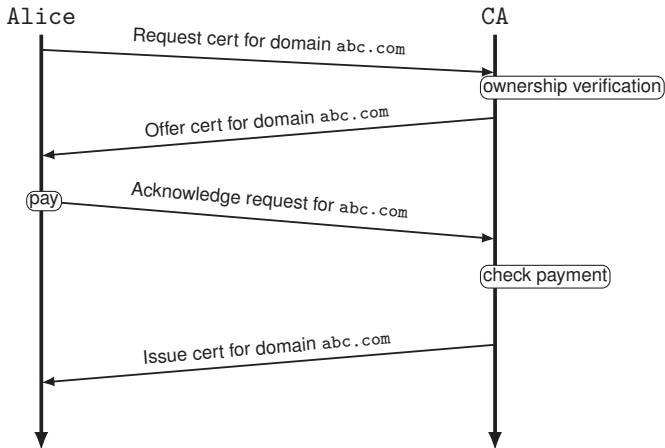 Alice
CA
Request cert for domain abc.com
ownership verification
Offer cert for domain abc.com
pay
Acknowledge request for abc.com
check payment
Issue cert for domain abc.com